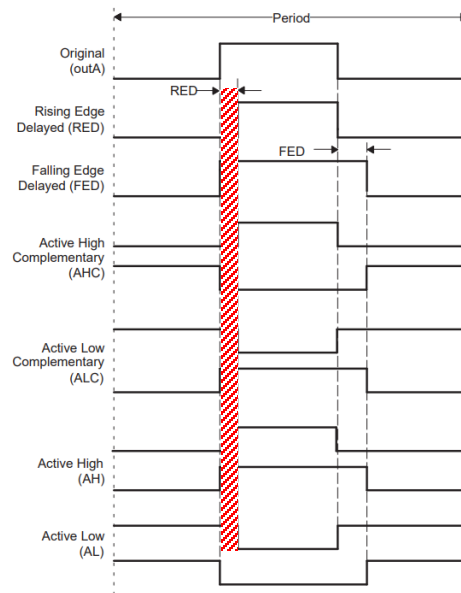 Period
Original
(outA)
RED
Rising Edge
Delayed (RED)
FED
Falling Edge
Delayed (FED)
Active High
Complementary
(AHC)
Active Low
Complementary
(ALC)
Active High
(AH)
Active Low
(AL)